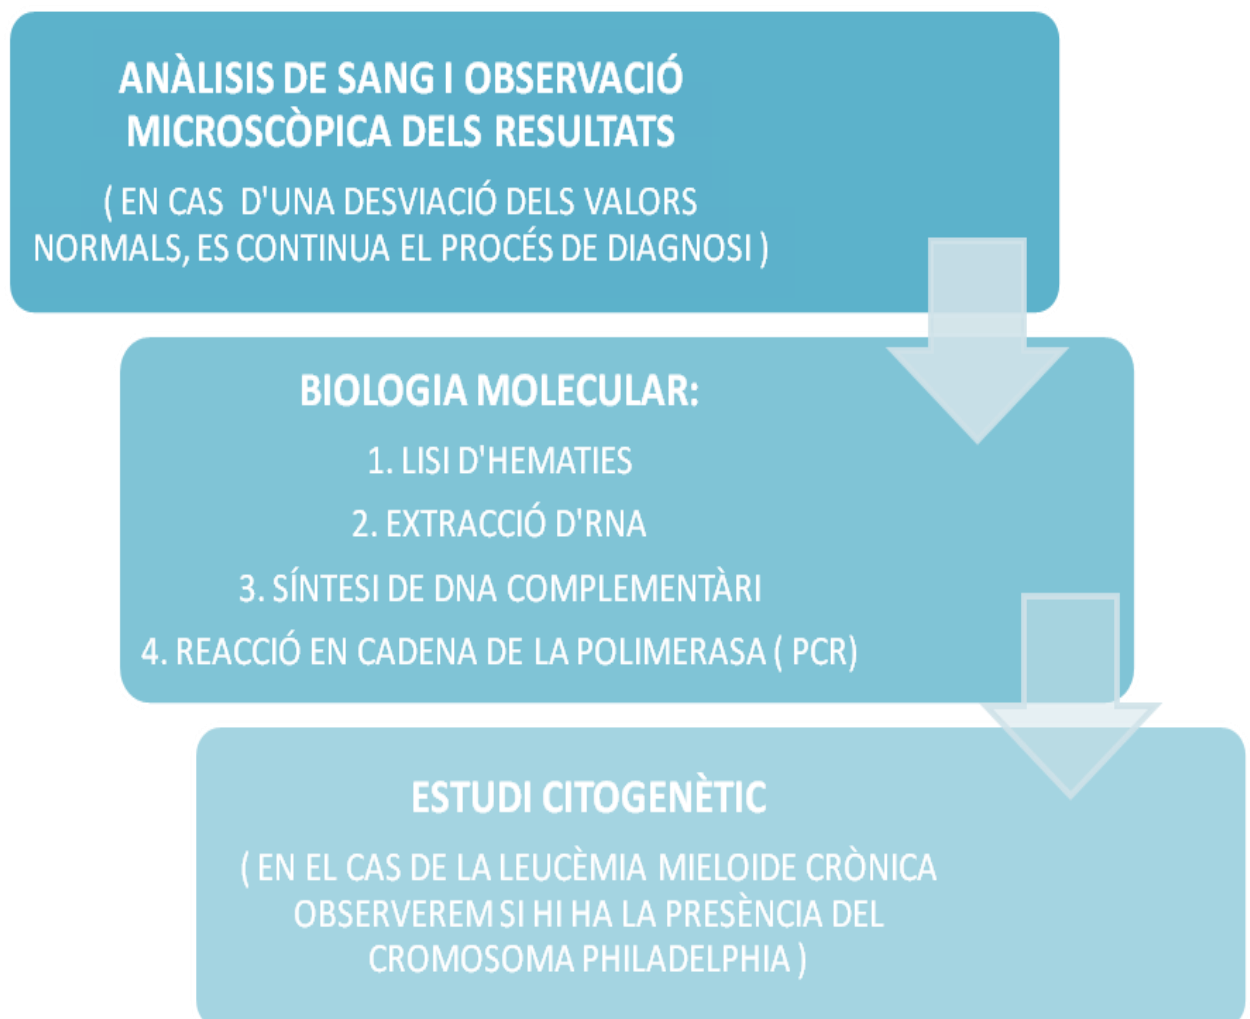 ANÀLISIS DE SANG I OBSERVACIÓ
MICROSCÒPICA DELS RESULTATS
( EN CAS  D'UNA DESVIACIÓ DELS VALORS
NORMALS, ES CONTINUA EL PROCÉS DE DIAGNOSI )
BIOLOGIA MOLECULAR:
1. LISI D'HEMATIES
2. EXTRACCIÓ D'RNA
3. SÍNTESI DE DNA COMPLEMENTÀRI
4. REACCIÓ EN CADENA DE LA POLIMERASA ( PCR)
ESTUDI CITOGENÈTIC
( EN EL CAS DE LA LEUCÈMIA MIELOIDE CRÒNICA
OBSERVEREM SI HI HA LA PRESÈNCIA DEL
CROMOSOMA PHILADELPHIA )